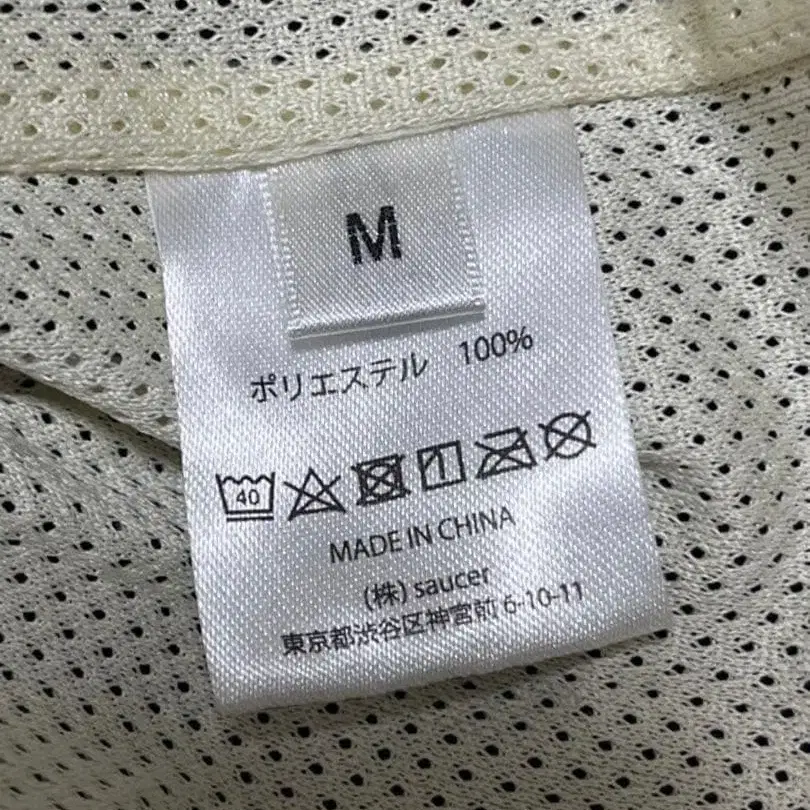 M
ポリエステル 100%
40
MADE IN CHINA
(株) saucer
東京都渋谷区神宮前 6-10-11